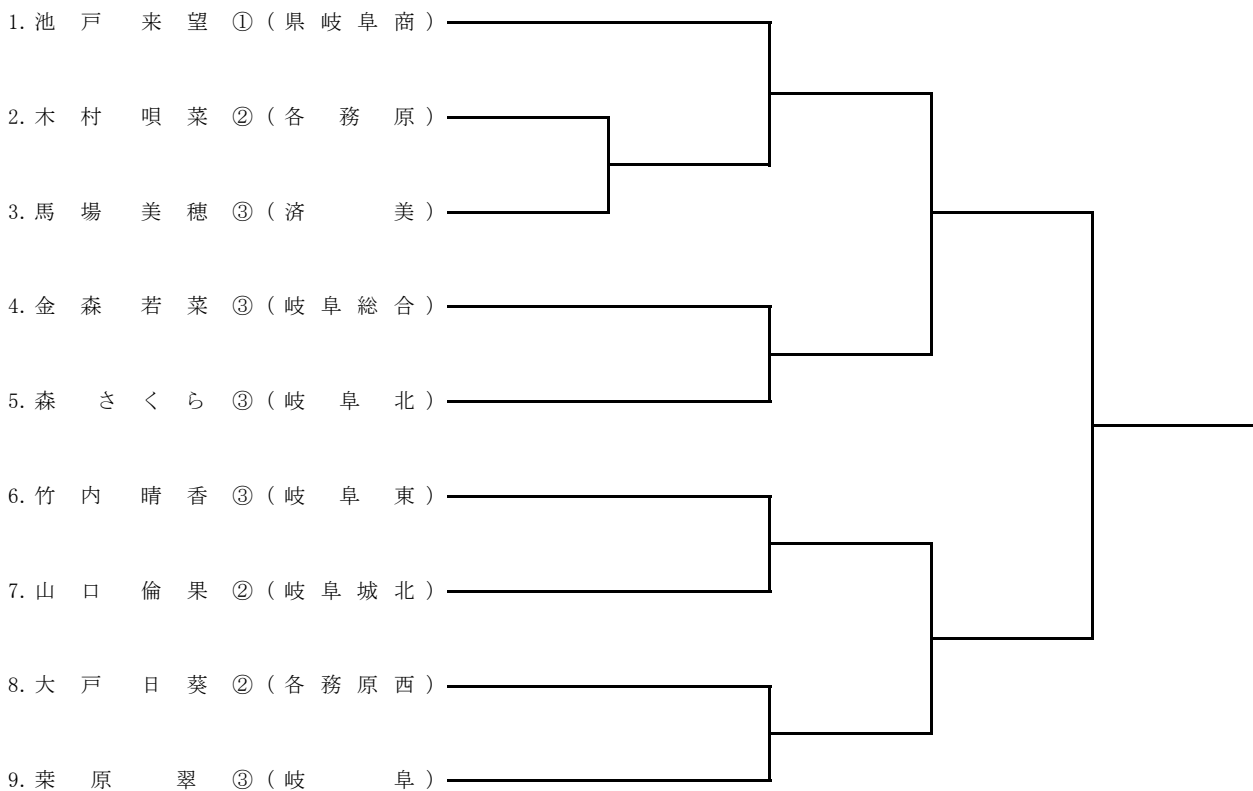 1. 池戸 来望 ① (県岐阜商)
2. 木村 唄菜 ② (各務原)
3. 馬場 美穂 ③ (済美)
4. 金森 若菜 ③ (岐阜総合)
5. 森 さくら ③ (岐阜北)
6. 竹内 晴香 ③ (岐阜東)
7. 山口 倫果 ② (岐阜城北)
8. 大戸 日葵 ② (各務原西)
9. 桒原 翠 ③ (岐阜)